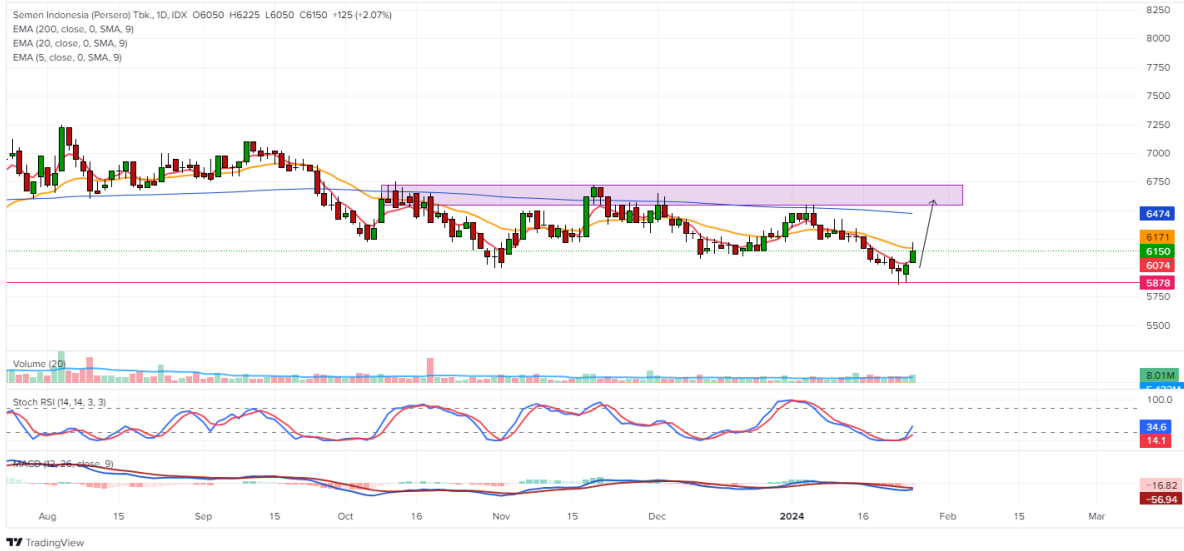 Semen Indonesia (Persero) Tbk., 1D, IDX O6050 H6225 L6050 C6150 +125 (+2.07%)
EMA (200, close, 0, SMA, 9)
EMA (20, close, 0, SMA, 9)
EMA (5, close, 0, SMA, 9)
8250
8000
7750
7500
7250
7000
6750
6474
6171
6150
6074
5878
5750
5500
Volume (20)
8.01M
Stoch RSI (14, 14, 3, 3)
100.0
34.6
14.1
MACD (12, 26, close, 9)
−16.82
−56.94
Aug 15 Sep 15 Oct 16 Nov 15 Dec 2024 16 Feb 15 Mar
TradingView